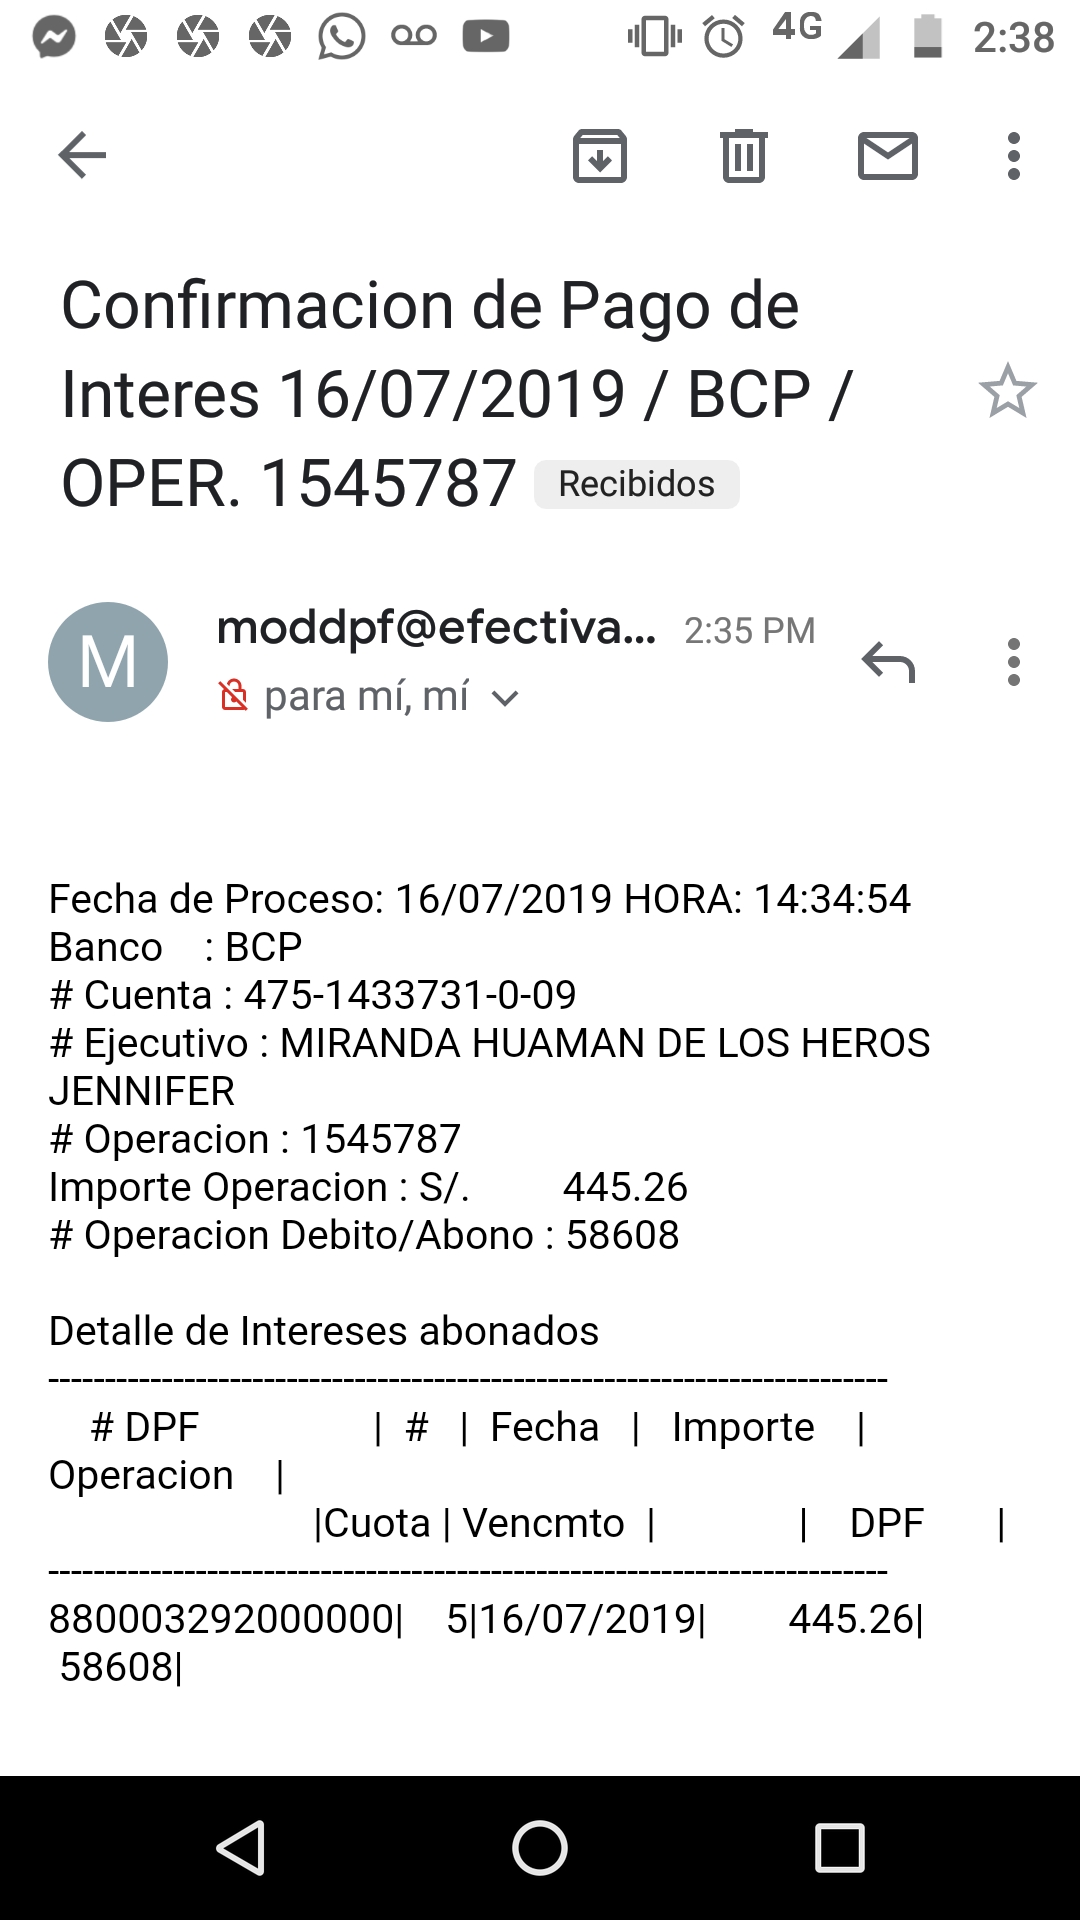 4G 2:38
Confirmacion de Pago de
Interes 16/07/2019 / BCP /
OPER. 1545787 Recibidos
M
moddpf@efectiva... 2:35 PM
para mí, mí
Fecha de Proceso: 16/07/2019 HORA: 14:34:54
Banco : BCP
# Cuenta : 475-1433731-0-09
# Ejecutivo : MIRANDA HUAMAN DE LOS HEROS
JENNIFER
# Operacion : 1545787
Importe Operacion : S/. 445.26
# Operacion Debito/Abono : 58608
Detalle de Intereses abonados
---------------------------------------------------------------------------
# DPF | # | Fecha | Importe |
Operacion |
|Cuota | Vencmto | | DPF |
---------------------------------------------------------------------------
880003292000000| 5|16/07/2019| 445.26|
58608|